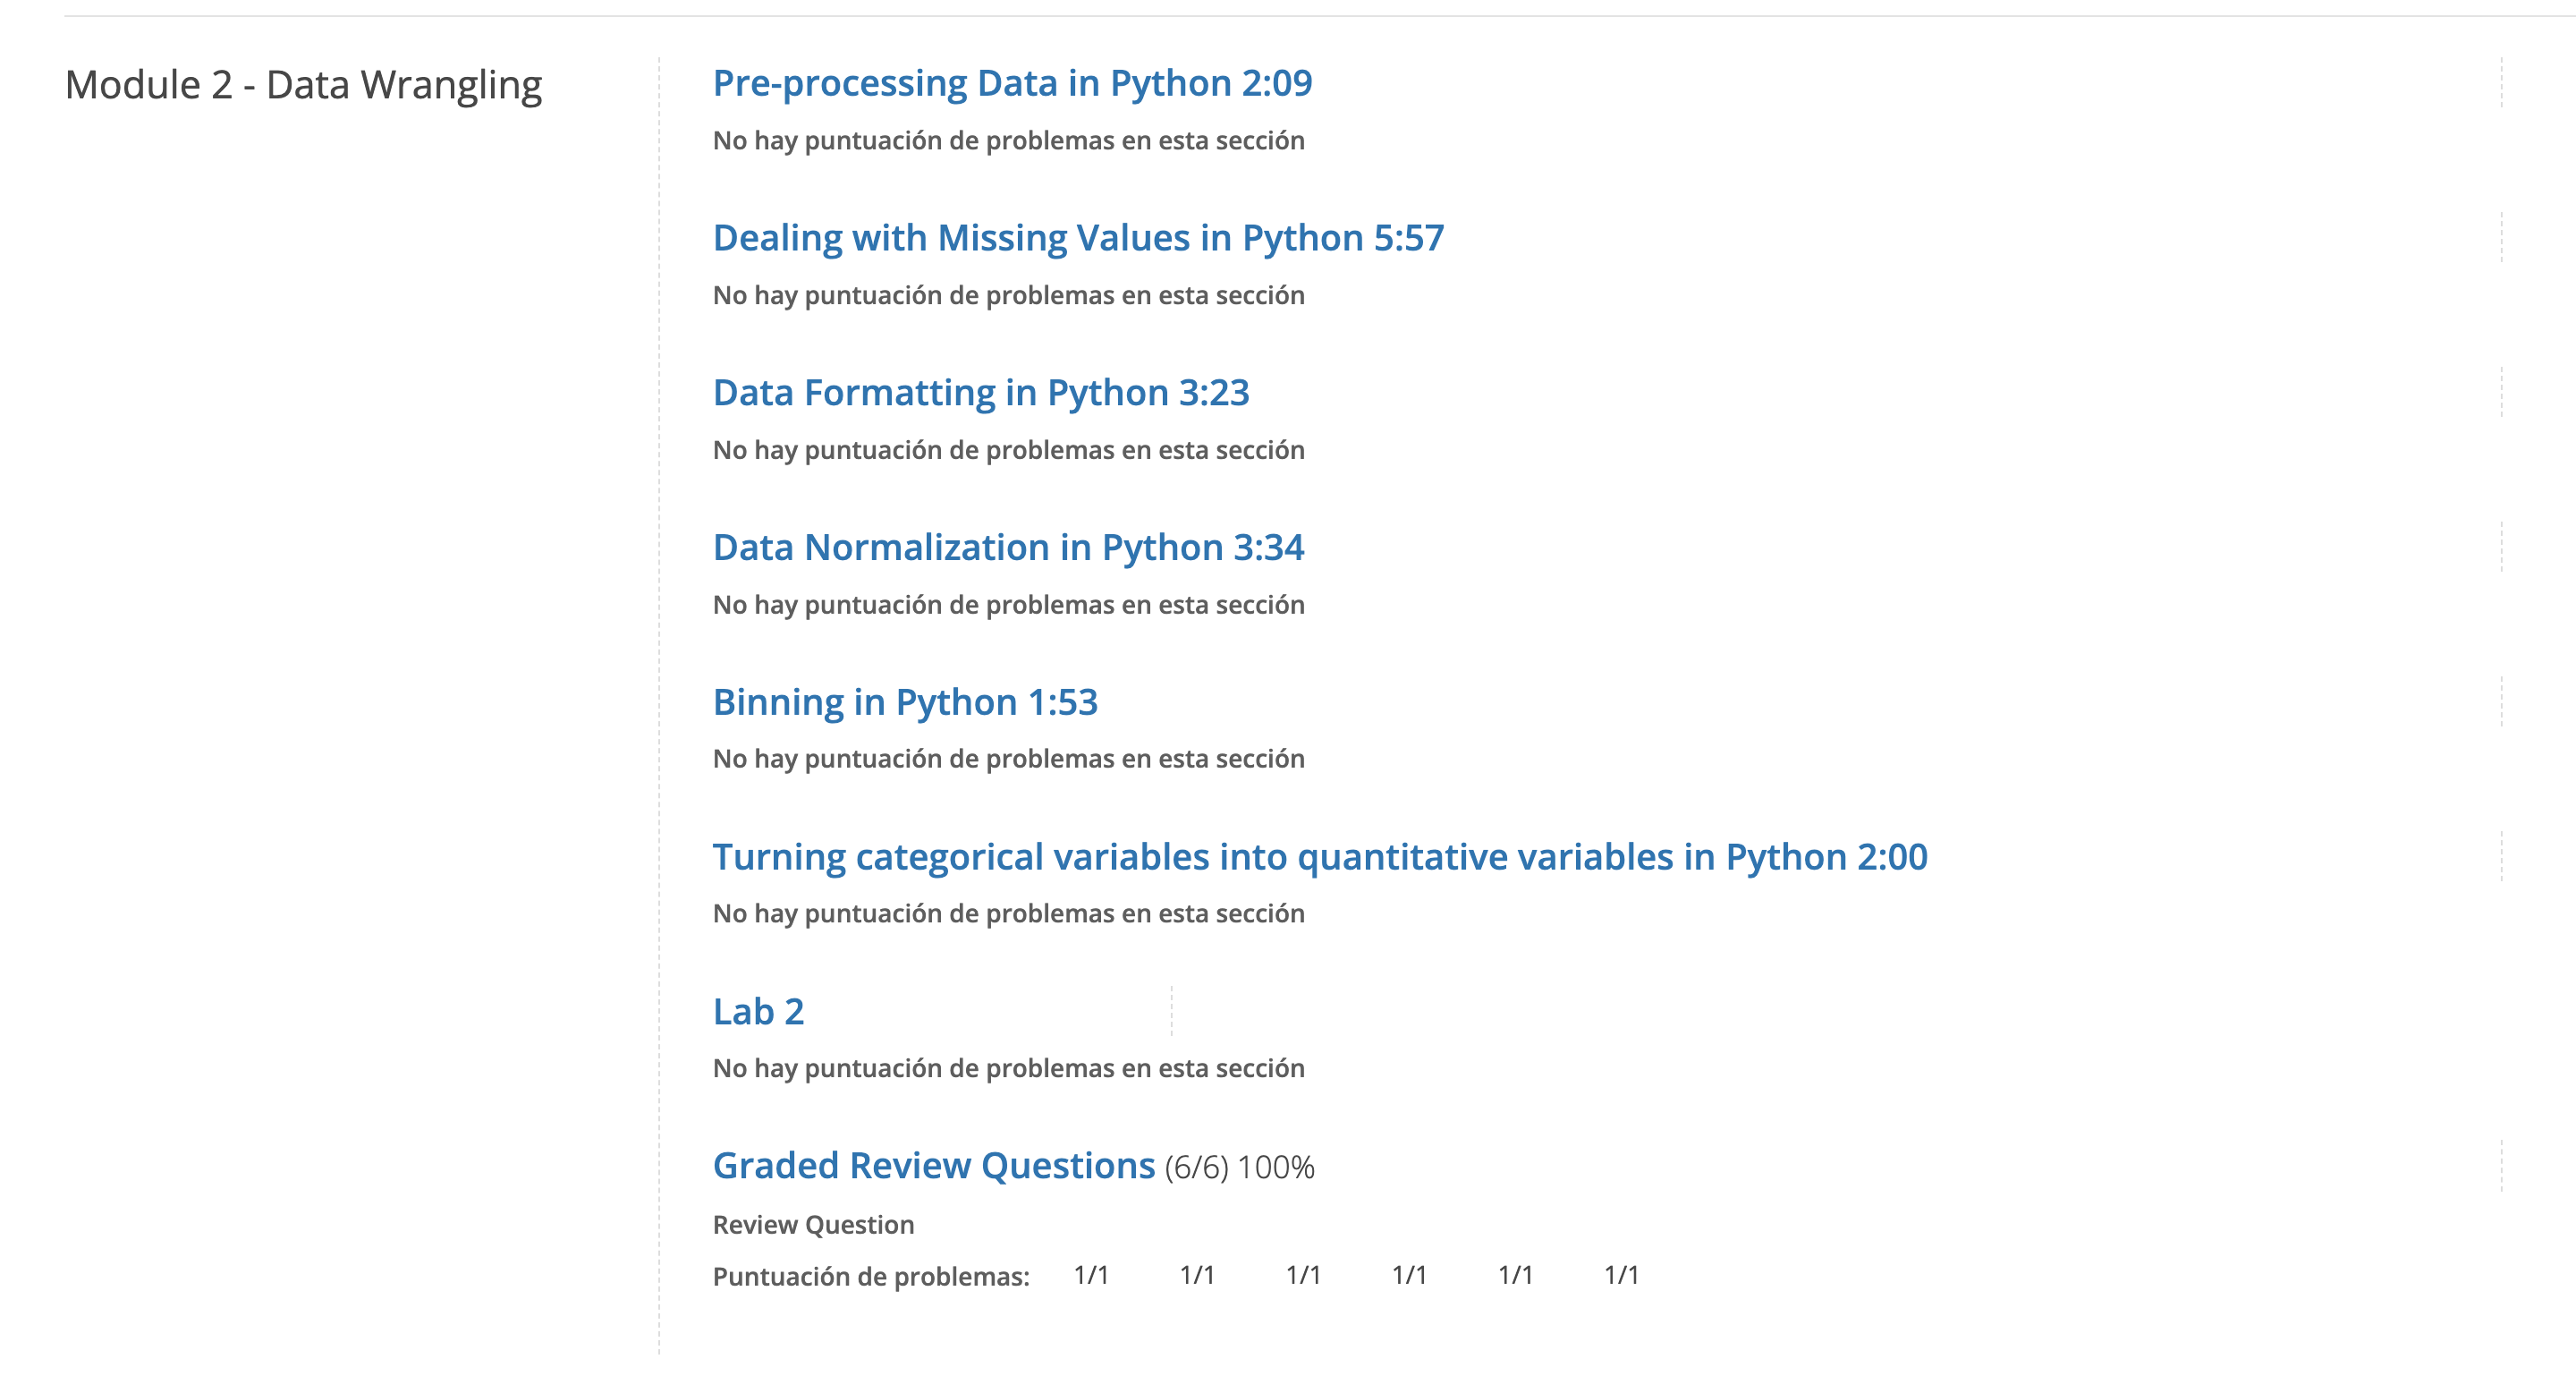 Module 2 - Data Wrangling
Pre-processing Data in Python 2:09
No hay puntuación de problemas en esta sección
Dealing with Missing Values in Python 5:57
No hay puntuación de problemas en esta sección
Data Formatting in Python 3:23
No hay puntuación de problemas en esta sección
Data Normalization in Python 3:34
No hay puntuación de problemas en esta sección
Binning in Python 1:53
No hay puntuación de problemas en esta sección
Turning categorical variables into quantitative variables in Python 2:00
No hay puntuación de problemas en esta sección
Lab 2
No hay puntuación de problemas en esta sección
Graded Review Questions (6/6) 100%
Review Question
Puntuación de problemas: 1/1 1/1 1/1 1/1 1/1 1/1